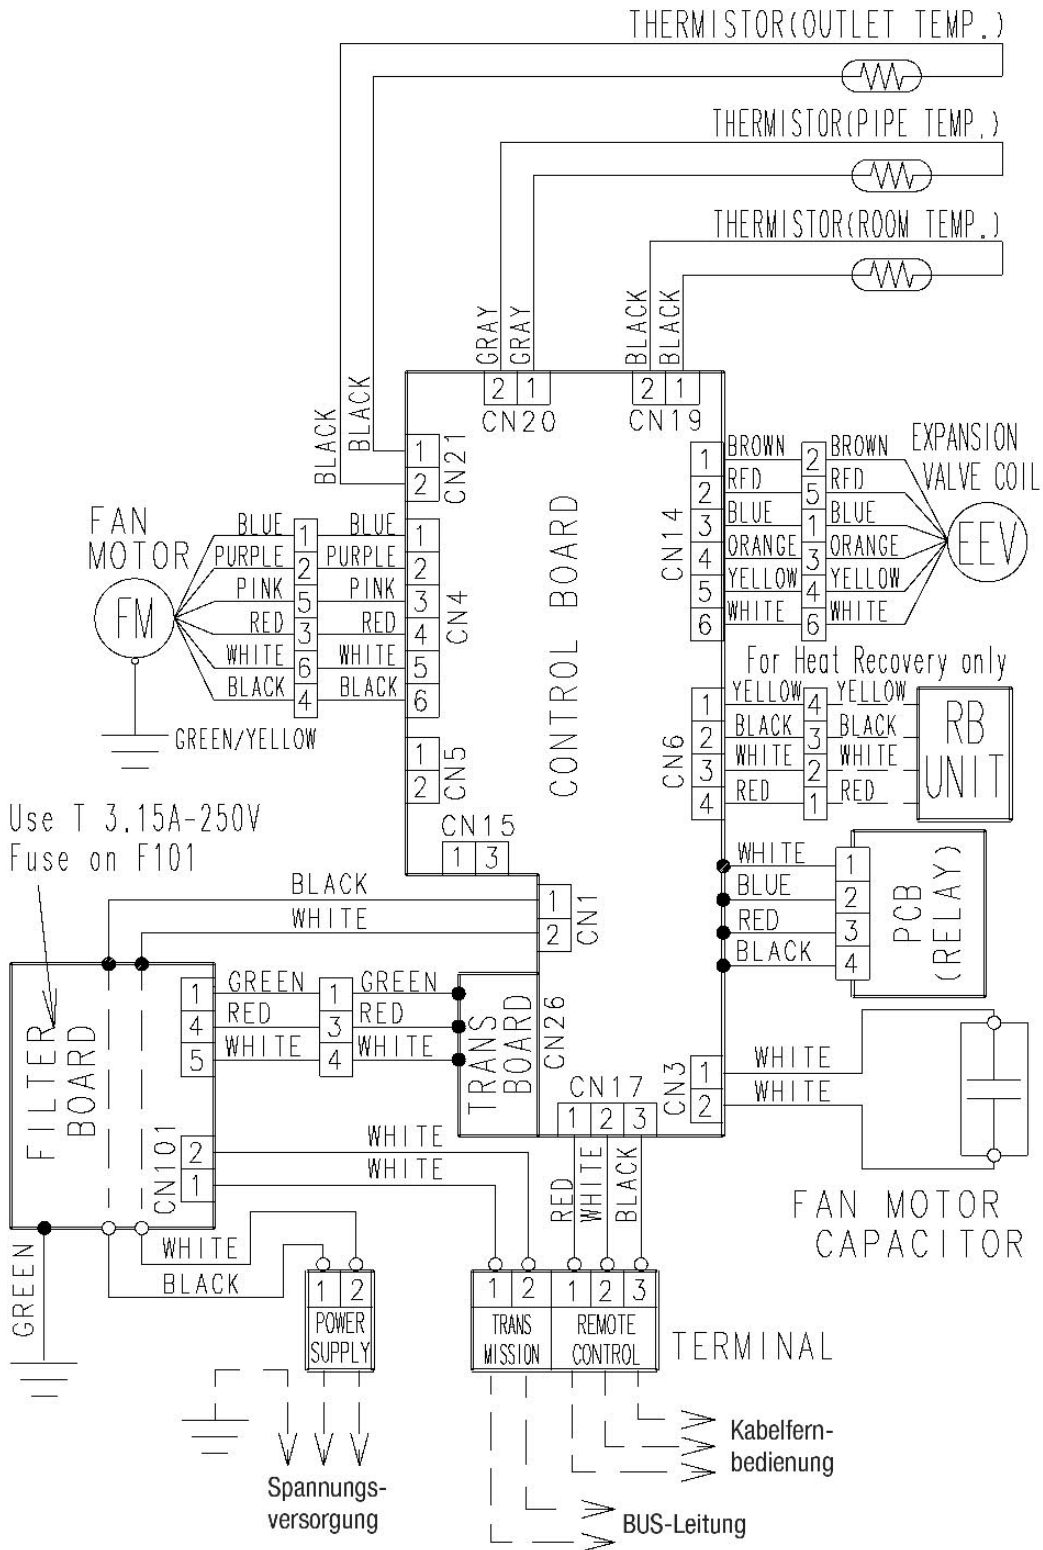 THERMISTOR(OUTLET TEMP.)
THERMISTOR(PIPE TEMP.)
THERMISTOR(ROOM TEMP.)
BLACK
BLACK
GRAY
GRAY
BLACK
BLACK
2 1
CN20
2 1
CN19
1
2
CN21
CONTROL BOARD
FAN
MOTOR
FM
BLUE 1 BLUE 1
PURPLE 2 PURPLE 2
PINK 5 PINK 3
RED 3 RED 4
WHITE 6 WHITE 5
BLACK 4 BLACK 6
CN4
GREEN/YELLOW
1
2
CN5
CN15
1 3
EXPANSION
VALVE COIL
EEV
CN14
1 BROWN 2 BROWN
2 RED 5 RED
3 BLUE 1 BLUE
4 ORANGE 3 ORANGE
5 YELLOW 4 YELLOW
6 WHITE 6 WHITE
For Heat Recovery only
CN6
1 YELLOW 4 YELLOW
2 BLACK 3 BLACK
3 WHITE 2 WHITE
4 RED 1 RED
RB
UNIT
WHITE 1
BLUE 2
RED 3
BLACK 4
PCB
(RELAY)
Use T 3.15A-250V
Fuse on F101
BLACK 1
WHITE 2
CN1
FILTER
BOARD
1 GREEN 1 GREEN
4 RED 3 RED
5 WHITE 4 WHITE
TRANS
BOARD
CN26
CN3
1 WHITE
2 WHITE
FAN MOTOR
CAPACITOR
CN17
1 2 3
RED
WHITE
BLACK
CN101
2 WHITE
1 WHITE
GREEN
WHITE
BLACK
1 2
POWER
SUPPLY
1 2 1 2 3
TRANS
MISSION
REMOTE
CONTROL
TERMINAL
Kabelfern-
bedienung
Spannungs-
versorgung
BUS-Leitung